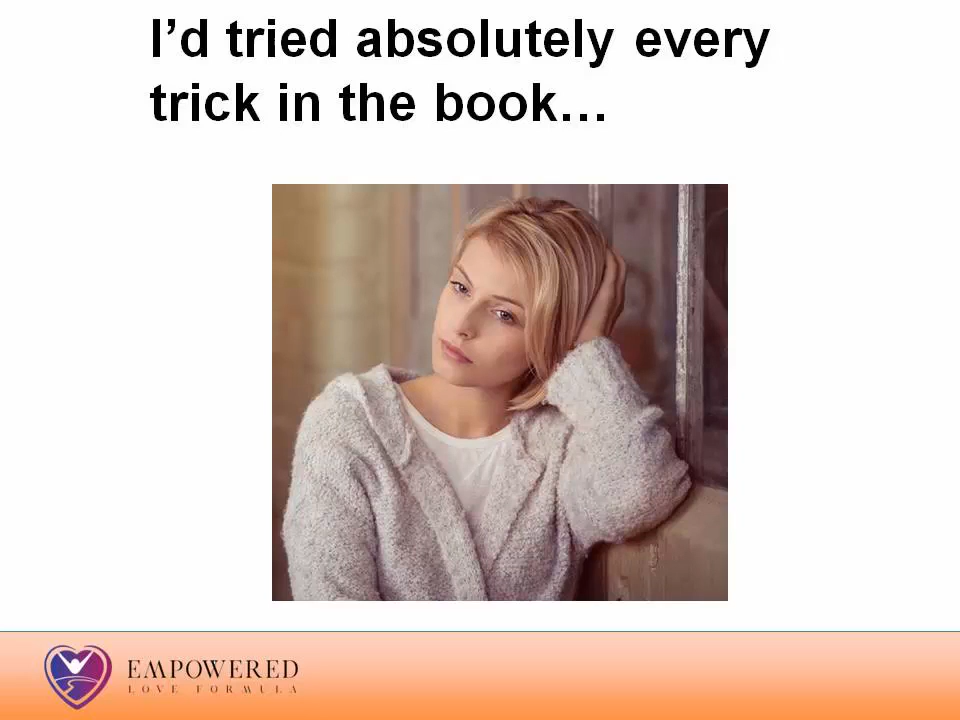 I’d tried absolutely every
trick in the book…
EMPOWERED
LOVE FORMULA